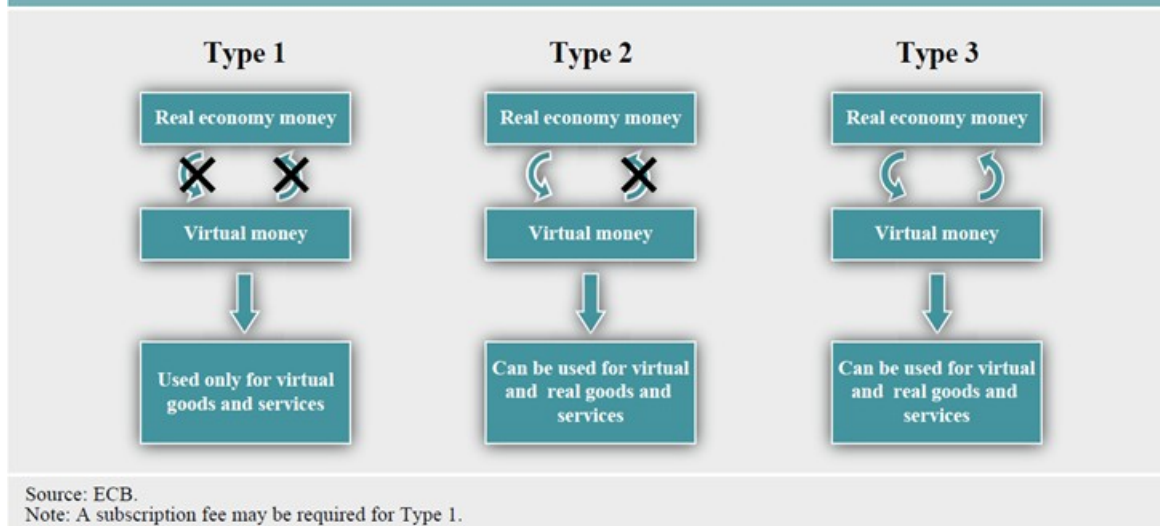 Type 1
Real economy money
Virtual money
Used only for virtual
goods and services
Type 2
Real economy money
Virtual money
Can be used for virtual
and real goods and
services
Type 3
Real economy money
Virtual money
Can be used for virtual
and real goods and
services
Source: ECB.
Note: A subscription fee may be required for Type 1.